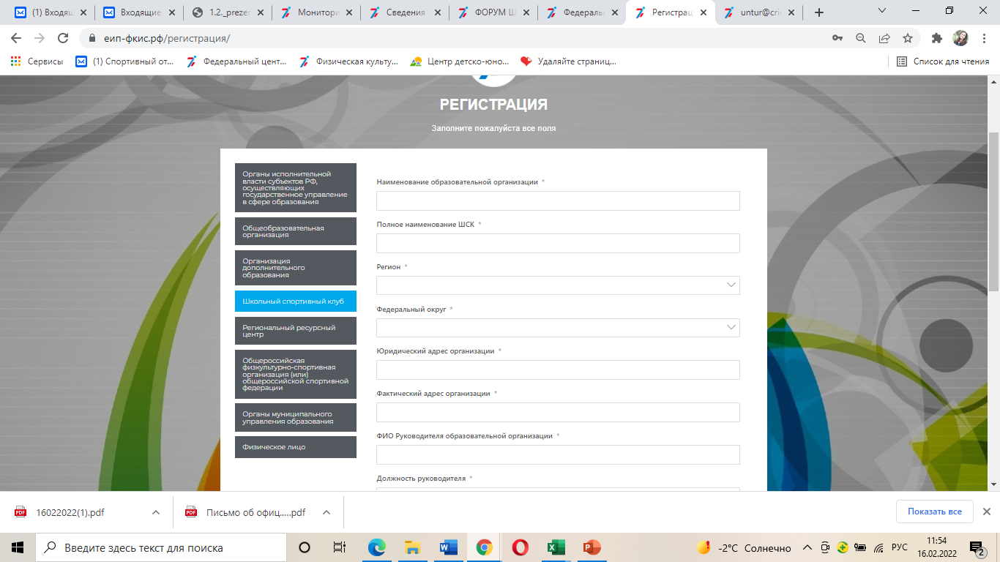 (1) Входящ
Входящие
1.2._prezer
Монитори
Сведения
ФОРУМ Ш
Федераль
Регистрац
untur@crir
еип-фкис.рф/регистрация/
Сервисы
(1) Спортивный от...
Федеральный цент...
Физическая культу...
Центр детско-юно...
Удаляйте страниц...
Список для чтения
РЕГИСТРАЦИЯ
Заполните пожалуйста все поля
Органы исполнительной
власти субъектов РФ,
осуществляющих
государственное управление
в сфере образования
Общеобразовательная
организация
Организация
дополнительного
образования
Школьный спортивный клуб
Региональный ресурсный
центр
Общероссийская
физкультурно-спортивная
организация (или)
общероссийской спортивной
федерации
Органы муниципального
управления образования
Физическое лицо
Наименование образовательной организации *
Полное наименование ШСК *
Регион *
Федеральный округ *
Юридический адрес организации *
Фактический адрес организации *
ФИО Руководителя образовательной организации *
Должность руководителя *
16022022(1).pdf
Письмо об офиц.....pdf
Показать все
Введите здесь текст для поиска
-2°C Солнечно
РУС
11:54
16.02.2022
2